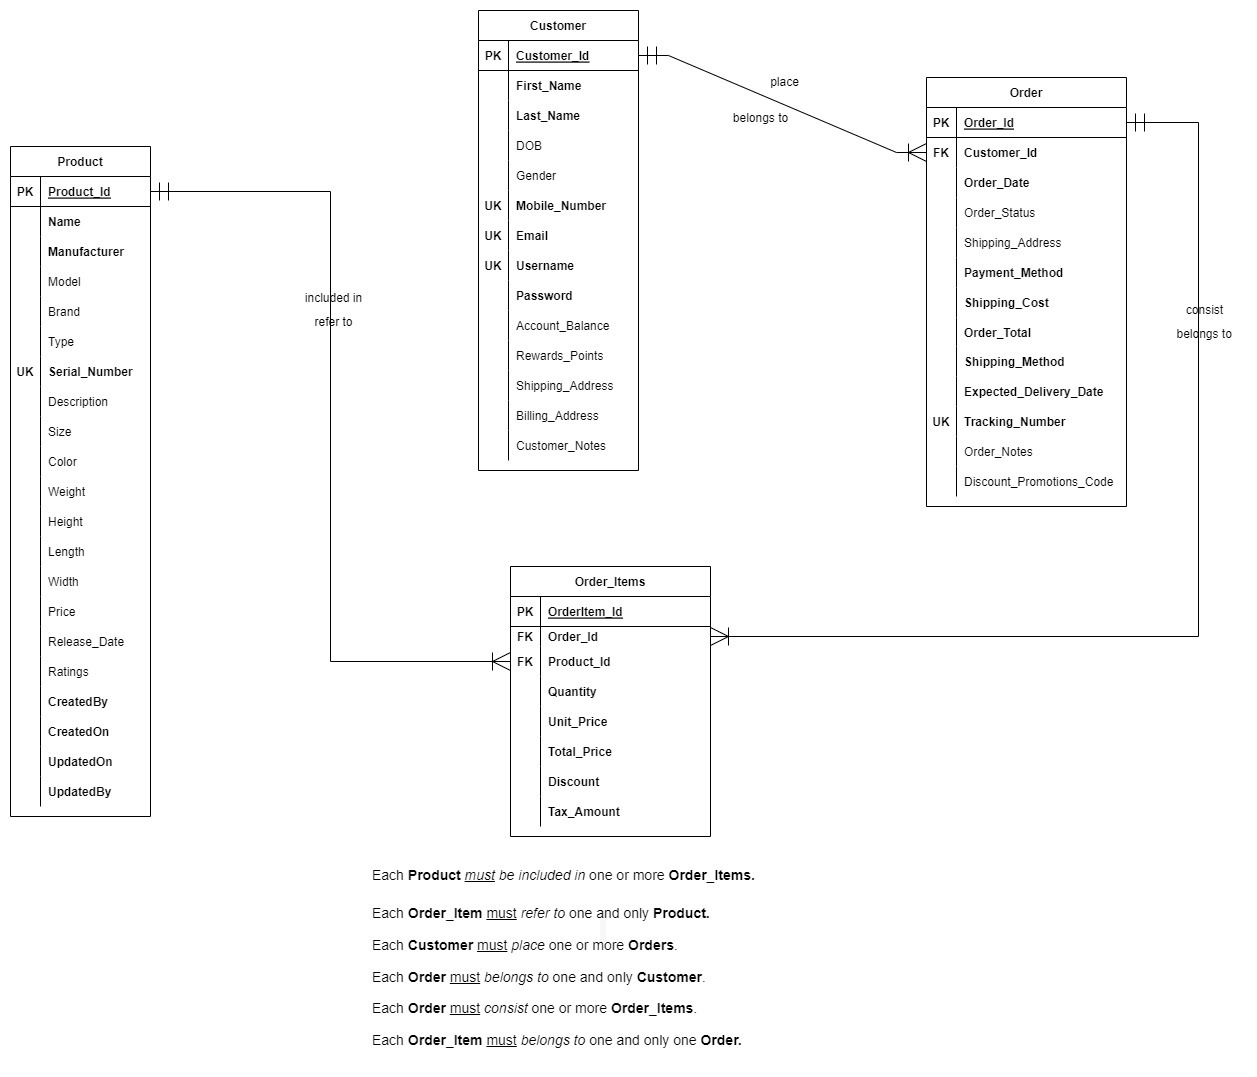 Customer
PK Customer_Id
First_Name
Last_Name
DOB
Gender
UK Mobile_Number
UK Email
UK Username
Password
Account_Balance
Rewards_Points
Shipping_Address
Billing_Address
Customer_Notes
place
belongs to
Order
PK Order_Id
FK Customer_Id
Order_Date
Order_Status
Shipping_Address
Payment_Method
Shipping_Cost
Order_Total
Shipping_Method
Expected_Delivery_Date
UK Tracking_Number
Order_Notes
Discount_Promotions_Code
consist
belongs to
Product
PK Product_Id
Name
Manufacturer
Model
Brand
Type
UK Serial_Number
Description
Size
Color
Weight
Height
Length
Width
Price
Release_Date
Ratings
CreatedBy
CreatedOn
UpdatedOn
UpdatedBy
included in
refer to
Order_Items
PK OrderItem_Id
FK Order_Id
FK Product_Id
Quantity
Unit_Price
Total_Price
Discount
Tax_Amount
Each Product must be included in one or more Order_Items.
Each Order_Item must refer to one and only Product.
Each Customer must place one or more Orders.
Each Order must belongs to one and only Customer.
Each Order must consist one or more Order_Items.
Each Order_Item must belongs to one and only one Order.